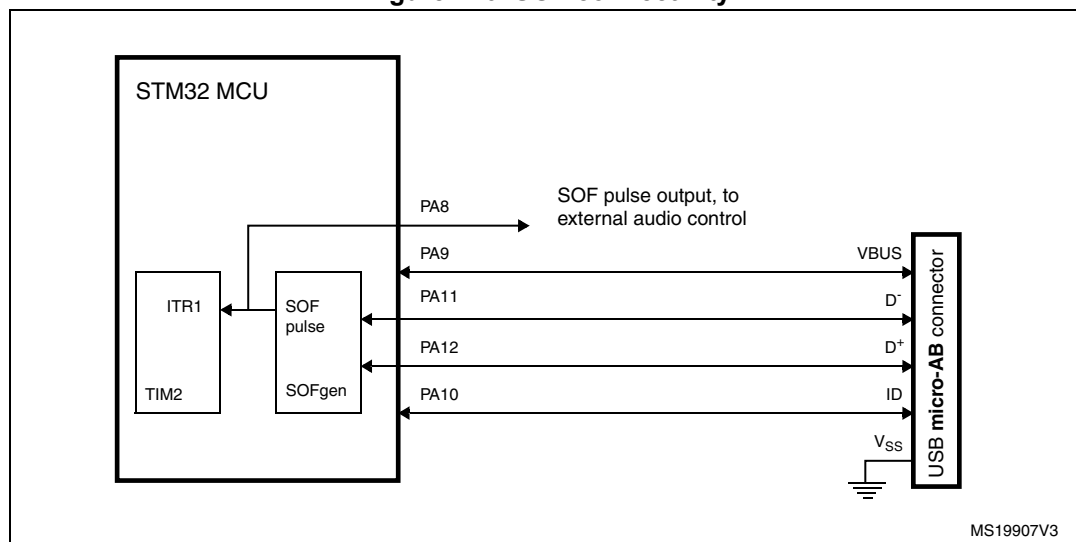 STM32 MCU
PA8
SOF pulse output, to
external audio control
PA9
VBUS
ITR1
SOF
pulse
PA11
D-
PA12
D+
TIM2
SOFgen
PA10
ID
VSS
USB micro-AB connector
MS19907V3